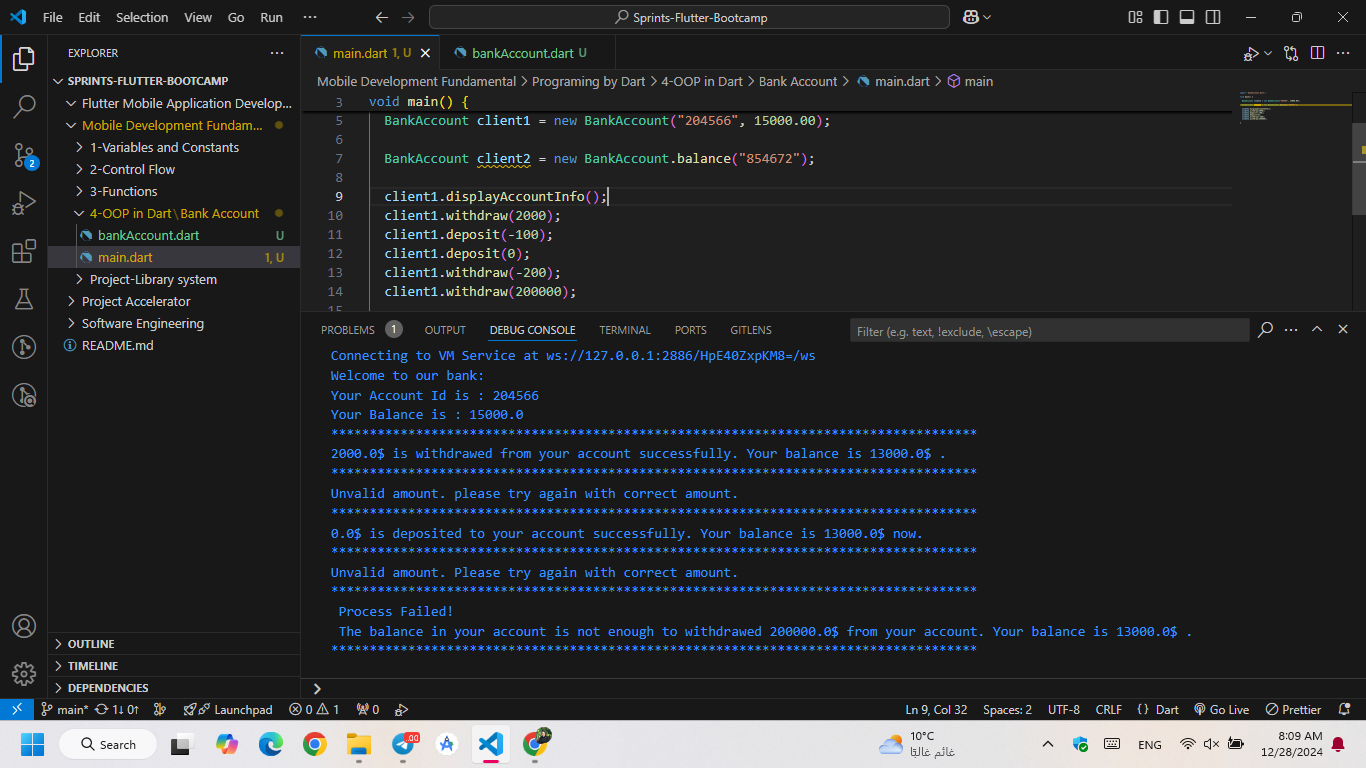 File Edit Selection View Go Run ··· Sprints-Flutter-Bootcamp
EXPLORER ···
SPRINTS-FLUTTER-BOOTCAMP
Flutter Mobile Application Develop...
Mobile Development Fundam...
1-Variables and Constants
2-Control Flow
3-Functions
4-OOP in Dart\Bank Account
bankAccount.dart U
main.dart 1, U
Project-Library system
Project Accelerator
Software Engineering
README.md
OUTLINE
TIMELINE
DEPENDENCIES
2
main.dart 1, U
bankAccount.dart U
Mobile Development Fundamental > Programing by Dart > 4-OOP in Dart > Bank Account > main.dart > main
3 void main() {
5 BankAccount client1 = new BankAccount("204566", 15000.00);
6
7 BankAccount client2 = new BankAccount.balance("854672");
8
9 client1.displayAccountInfo();
10 client1.withdraw(2000);
11 client1.deposit(-100);
12 client1.deposit(0);
13 client1.withdraw(-200);
14 client1.withdraw(200000);
15
PROBLEMS 1 OUTPUT DEBUG CONSOLE TERMINAL PORTS GITLENS Filter (e.g. text, !exclude, \escape)
Connecting to VM Service at ws://127.0.0.1:2886/HpE40ZxpKM8=/ws
Welcome to our bank:
Your Account Id is : 204566
Your Balance is : 15000.0
************************************************************************************
2000.0$ is withdrawed from your account successfully. Your balance is 13000.0$ .
************************************************************************************
Unvalid amount. please try again with correct amount.
************************************************************************************
0.0$ is deposited to your account successfully. Your balance is 13000.0$ now.
************************************************************************************
Unvalid amount. Please try again with correct amount.
************************************************************************************
Process Failed!
The balance in your account is not enough to withdrawed 200000.0$ from your account. Your balance is 13000.0$ .
************************************************************************************
main* 1↓ 0↑ Launchpad 0 1 0 Ln 9, Col 32 Spaces: 2 UTF-8 CRLF {} Dart Go Live Prettier
Search
.00
10°C
غائم غالبًا
ENG
8:09 AM
12/28/2024